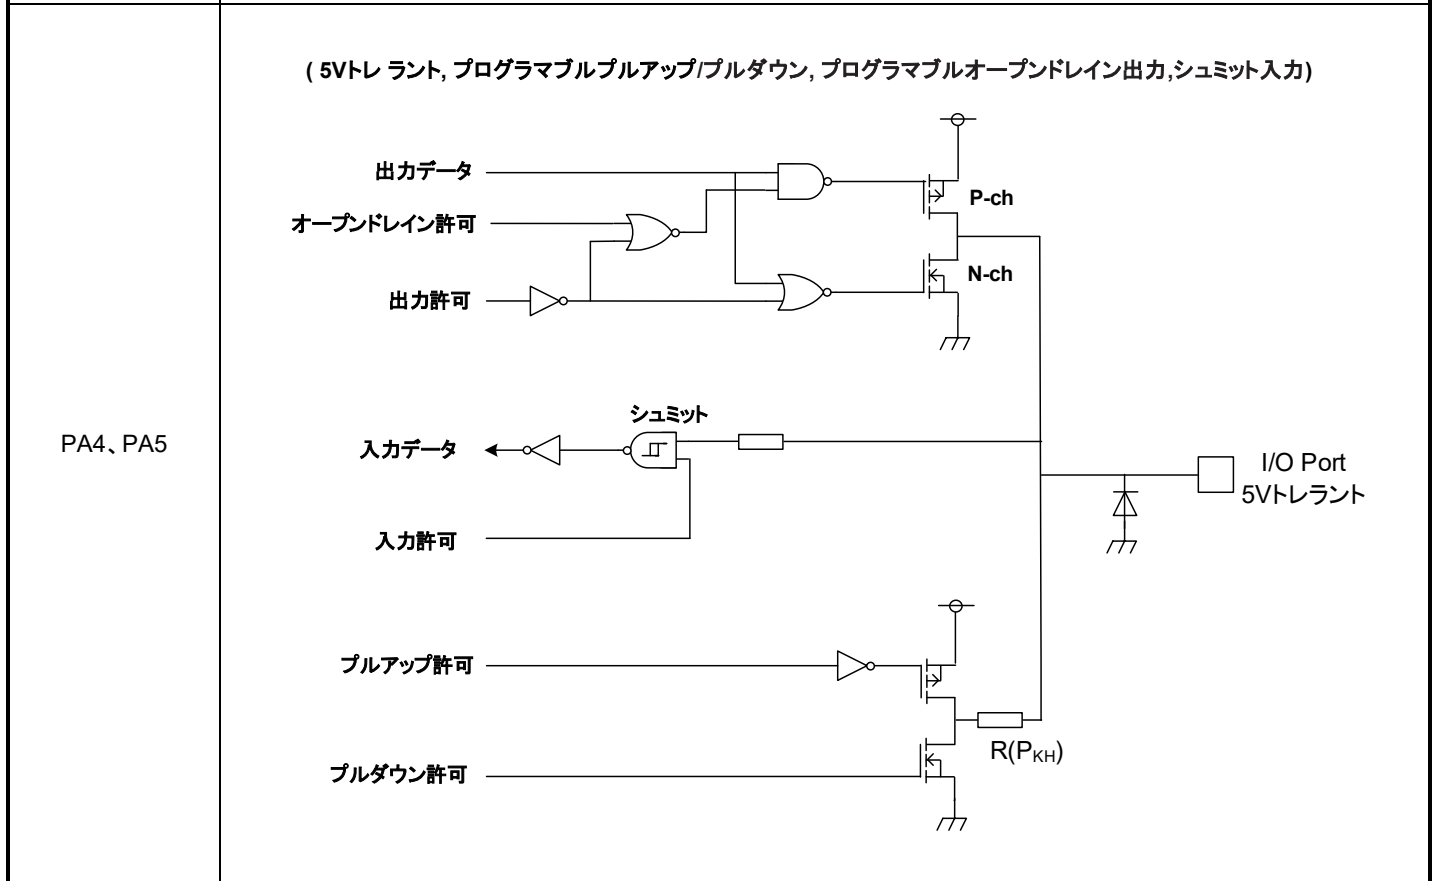 ( 5Vトレ ラント, プログラマブルプルアップ/プルダウン, プログラマブルオープンドレイン出力,シュミット入力)
出力データ
オープンドレイン許可
出力許可
P-ch
N-ch
シュミット
入力データ
入力許可
PA4、PA5
I/O Port
5Vトレラント
プルアップ許可
プルダウン許可
R(PKH)